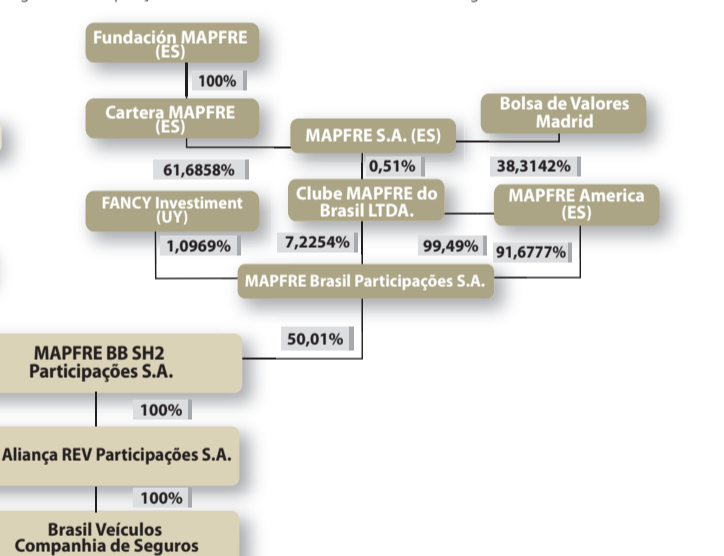 Fundación MAPFRE
(ES)
100%
Cartera MAPFRE
(ES)
MAPFRE S.A. (ES)
Bolsa de Valores
Madrid
61,6858%
0,51%
38,3142%
FANCY Investiment
(UY)
Clube MAPFRE do
Brasil LTDA.
MAPFRE America
(ES)
1,0969%
7,2254%
99,49%
91,6777%
MAPFRE Brasil Participações S.A.
50,01%
MAPFRE BB SH2
Participações S.A.
100%
Aliança REV Participações S.A.
100%
Brasil Veículos
Companhia de Seguros